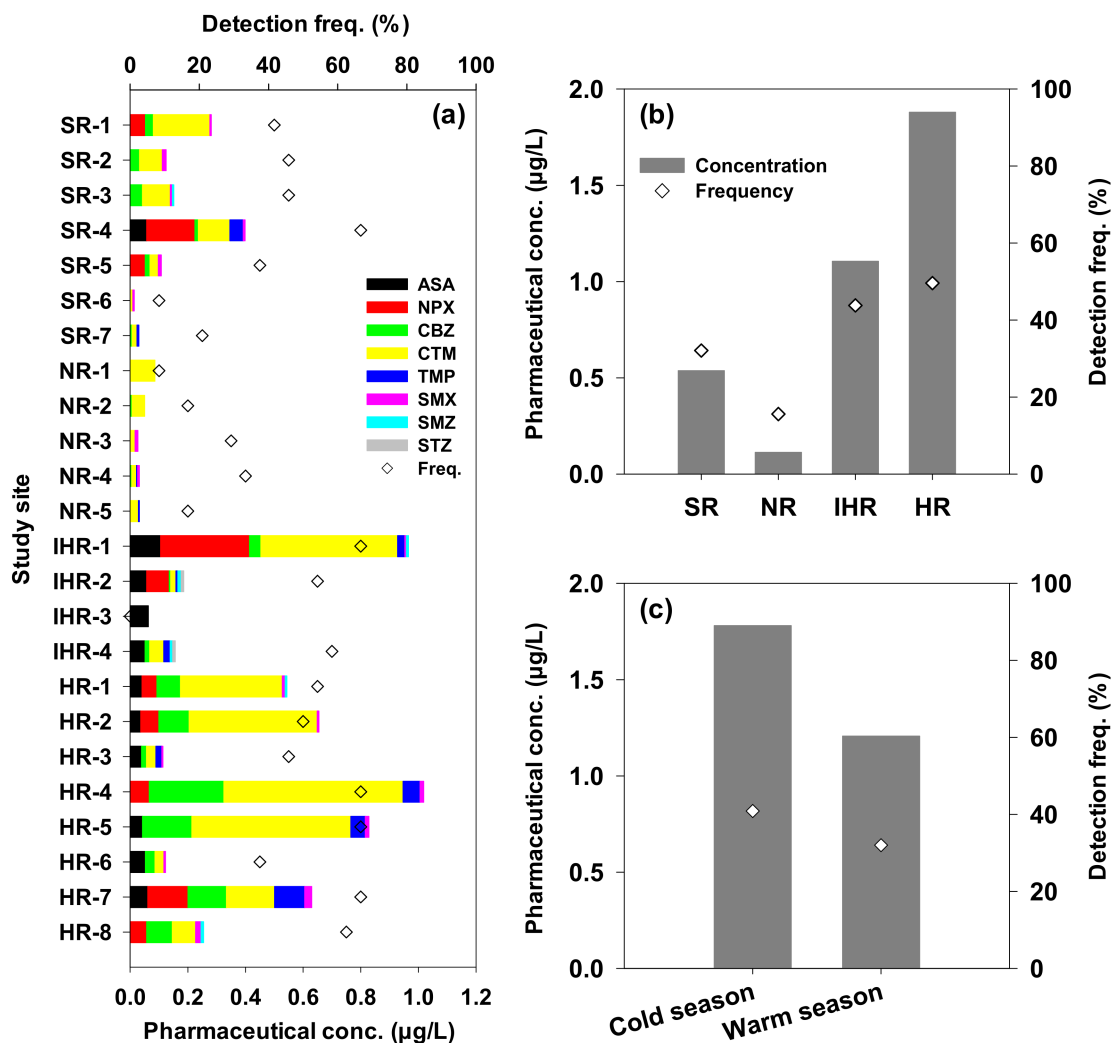 Detection freq. (%)
0 20 40 60 80 100
(a)
Study site
SR-1
SR-2
SR-3
SR-4
SR-5
SR-6
SR-7
NR-1
NR-2
NR-3
NR-4
NR-5
IHR-1
IHR-2
IHR-3
IHR-4
HR-1
HR-2
HR-3
HR-4
HR-5
HR-6
HR-7
HR-8
ASA
NPX
CBZ
CTM
TMP
SMX
SMZ
STZ
Freq.
0.0 0.2 0.4 0.6 0.8 1.0 1.2
Pharmaceutical conc. (µg/L)
(b)
Pharmaceutical conc. (µg/L)
2.0
1.5
1.0
0.5
0.0
Concentration
Frequency
100
80
60
40
20
0
Detection freq. (%)
SR NR IHR HR
(c)
Pharmaceutical conc. (µg/L)
2.0
1.5
1.0
0.5
0.0
100
80
60
40
20
0
Detection freq. (%)
Cold season
Warm season